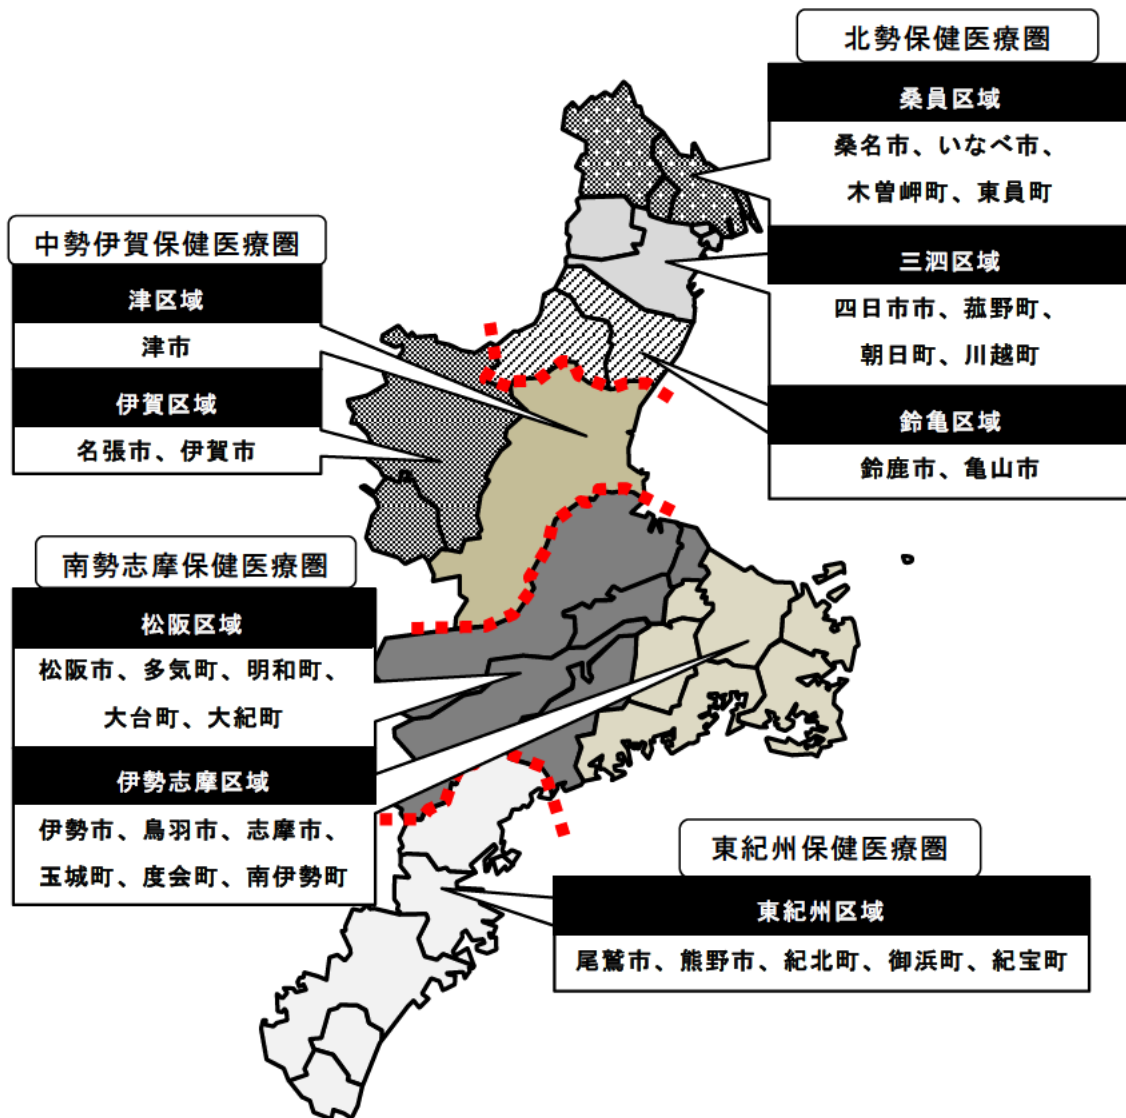 北勢保健医療圏
桑員区域
桑名市、いなべ市、
木曽岬町、東員町
三泗区域
四日市市、菰野町、
朝日町、川越町
鈴亀区域
鈴鹿市、亀山市
中勢伊賀保健医療圏
津区域
津市
伊賀区域
名張市、伊賀市
南勢志摩保健医療圏
松阪区域
松阪市、多気町、明和町、
大台町、大紀町
伊勢志摩区域
伊勢市、鳥羽市、志摩市、
玉城町、度会町、南伊勢町
東紀州保健医療圏
東紀州区域
尾鷲市、熊野市、紀北町、御浜町、紀宝町